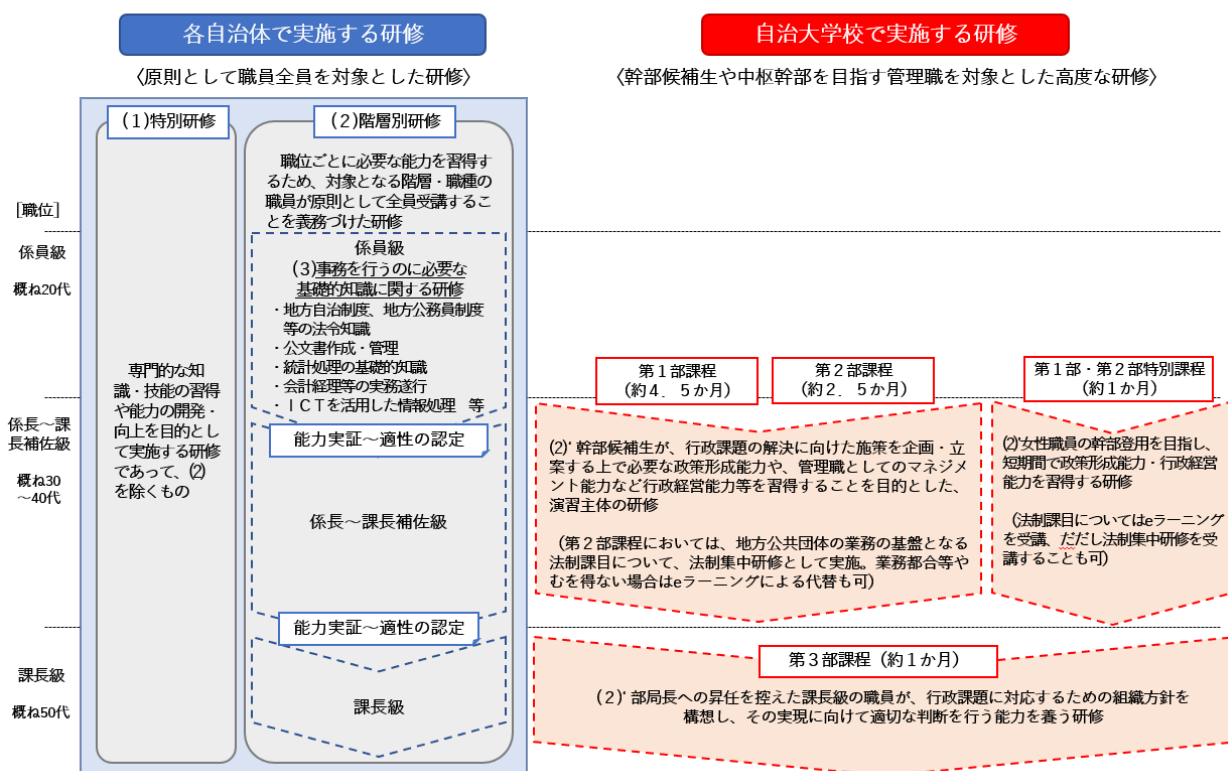 各自治体で実施する研修
〈原則として職員全員を対象とした研修〉
自治大学校で実施する研修
〈幹部候補生や中枢幹部を目指す管理職を対象とした高度な研修〉
[職位]
係員級
概ね20代
係長～課
長補佐級
概ね30
～40代
課長級
概ね50代
(1)特別研修
専門的な知
識・技能の習得
や能力の開発・
向上を目的とし
て実施する研修
であって、(2)
を除くもの
(2)階層別研修
職位ごとに必要な能力を習得す
るため、対象となる階層・職種の
職員が原則として全員受講するこ
とを義務づけた研修
係員級
(3)事務を行うのに必要な
基礎的知識に関する研修
・地方自治制度、地方公務員制度
等の法令知識
・公文書作成・管理
・統計処理の基礎的知識
・会計経理等の実務遂行
・ＩＣＴを活用した情報処理　等
能力実証～適性の認定
係長～課長補佐級
能力実証～適性の認定
課長級
第１部課程
(約４．５か月)
第２部課程
(約２．５か月)
(2)' 幹部候補生が、行政課題の解決に向けた施策を企画・立
案する上で必要な政策形成能力や、管理職としてのマネジメ
ント能力など行政経営能力等を習得することを目的とした、
演習主体の研修
(第２部課程においては、地方公共団体の業務の基盤となる
法制課目について、法制集中研修として実施。業務都合等や
むを得ない場合はeラーニングによる代替も可)
第１部・第２部特別課程
(約１か月)
(2)'女性職員の幹部登用を目指し、
短期間で政策形成能力・行政経営
能力を習得する研修
(法制課目についてはeラーニング
を受講、だだし法制集中研修を受
講することも可)
第３部課程 (約１か月)
(２)' 部局長への昇任を控えた課長級の職員が、行政課題に対応するための組織方針を
構想し、その実現に向けて適切な判断を行う能力を養う研修